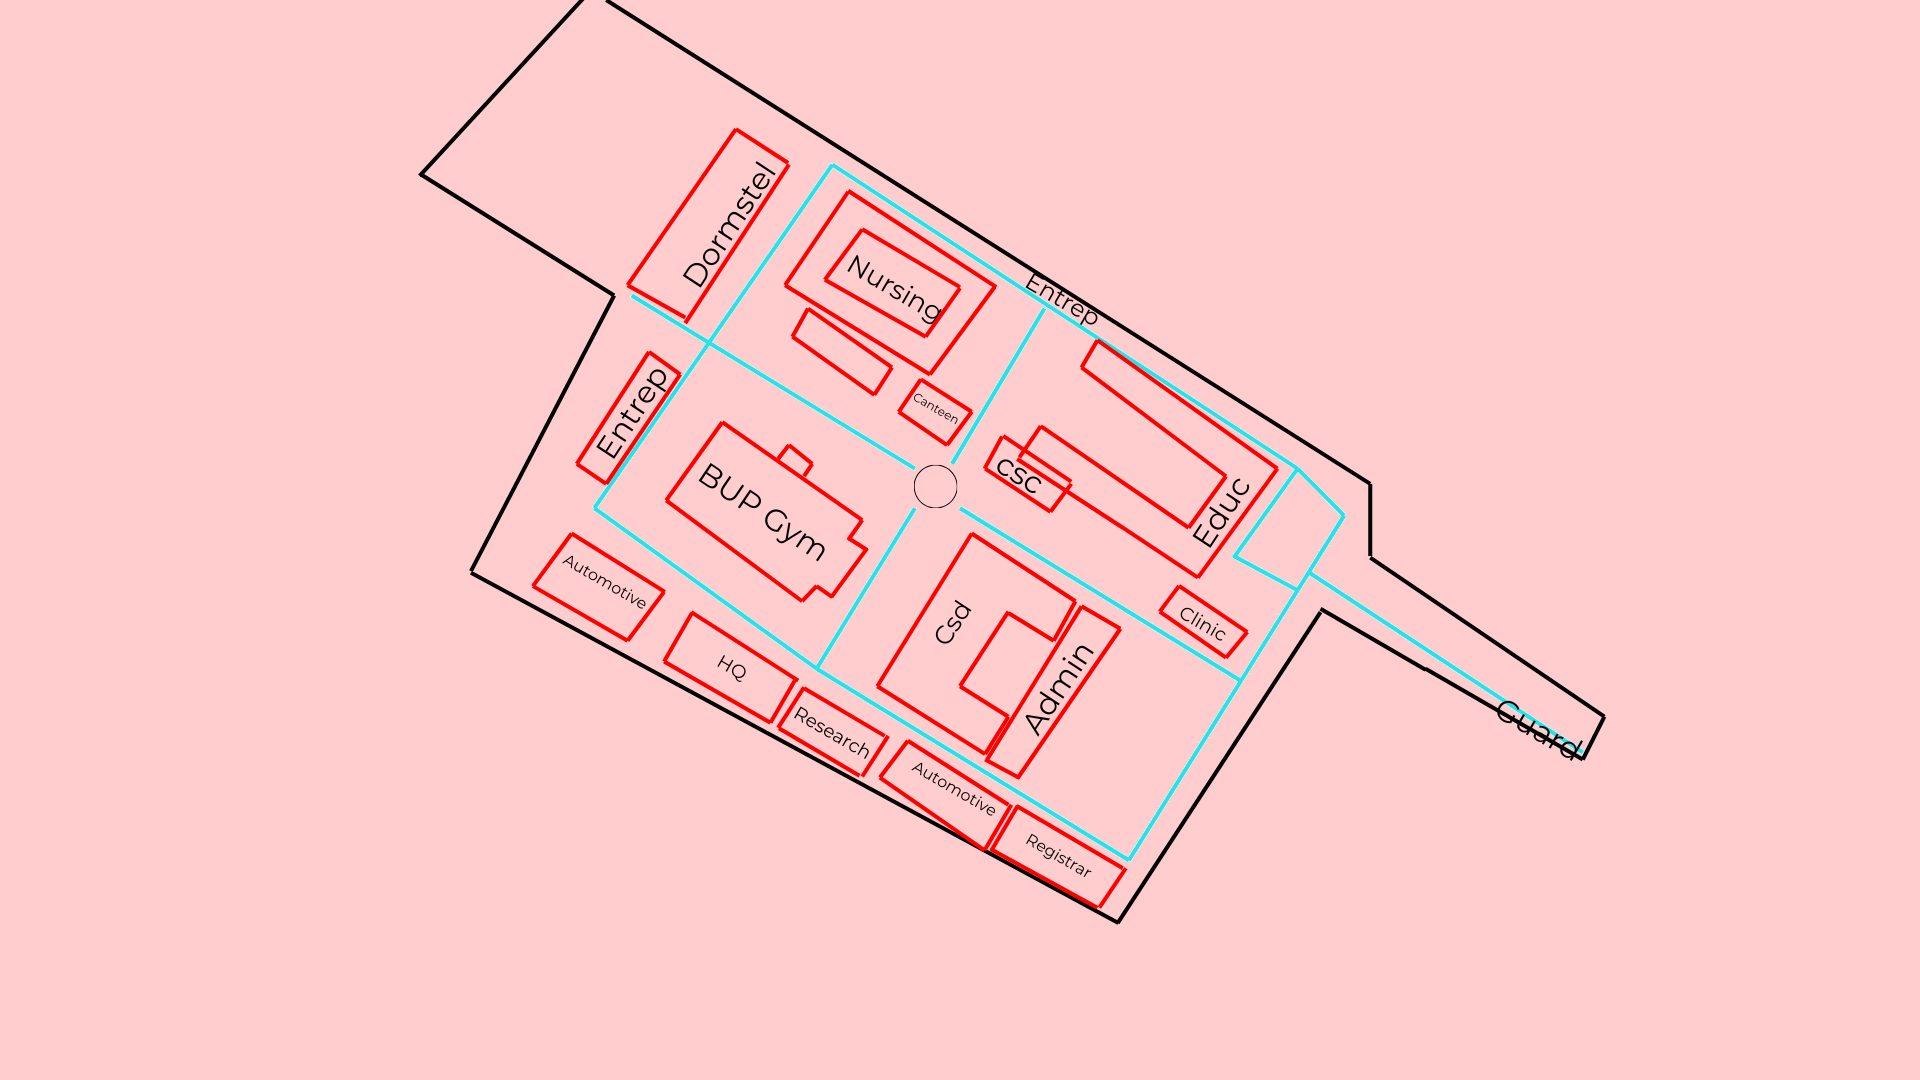 Dormstel
Nursing
Entrep
Entrep
Canteen
CSC
Educ
BUP Gym
Automotive
Csd
Clinic
HQ
Admin
Research
Guard
Automotive
Registrar